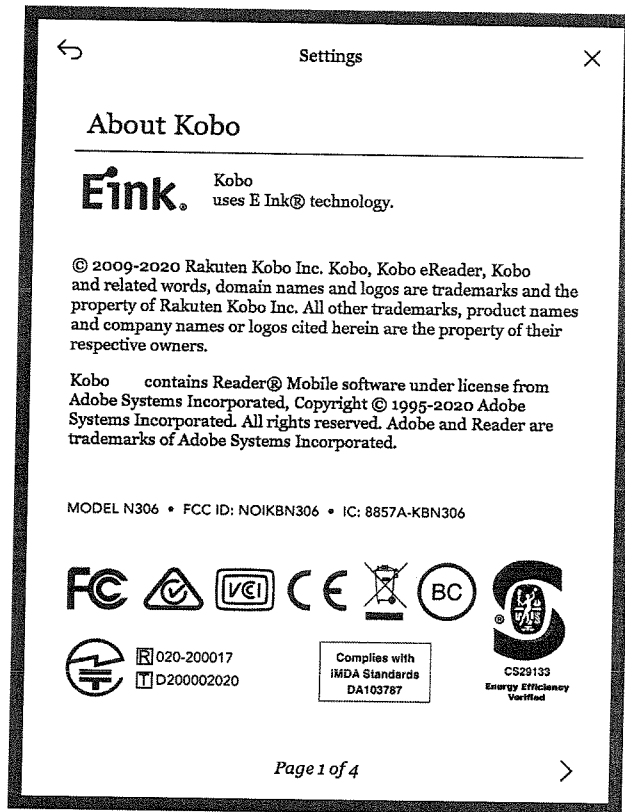 Settings
About Kobo
Eink® Kobo
uses E Ink® technology.
© 2009-2020 Rakuten Kobo Inc. Kobo, Kobo eReader, Kobo
and related words, domain names and logos are trademarks and the
property of Rakuten Kobo Inc. All other trademarks, product names
and company names or logos cited herein are the property of their
respective owners.
Kobo contains Reader® Mobile software under license from
Adobe Systems Incorporated, Copyright © 1995-2020 Adobe
Systems Incorporated. All rights reserved. Adobe and Reader are
trademarks of Adobe Systems Incorporated.
MODEL N306 • FCC ID: NOIKBN306 • IC: 8857A-KBN306
FC VCI CE BC
®
R 020-200017
T D200002020
Complies with
IMDA Standards
DA103787
CS29133
Energy Efficiency
Verified
Page 1 of 4